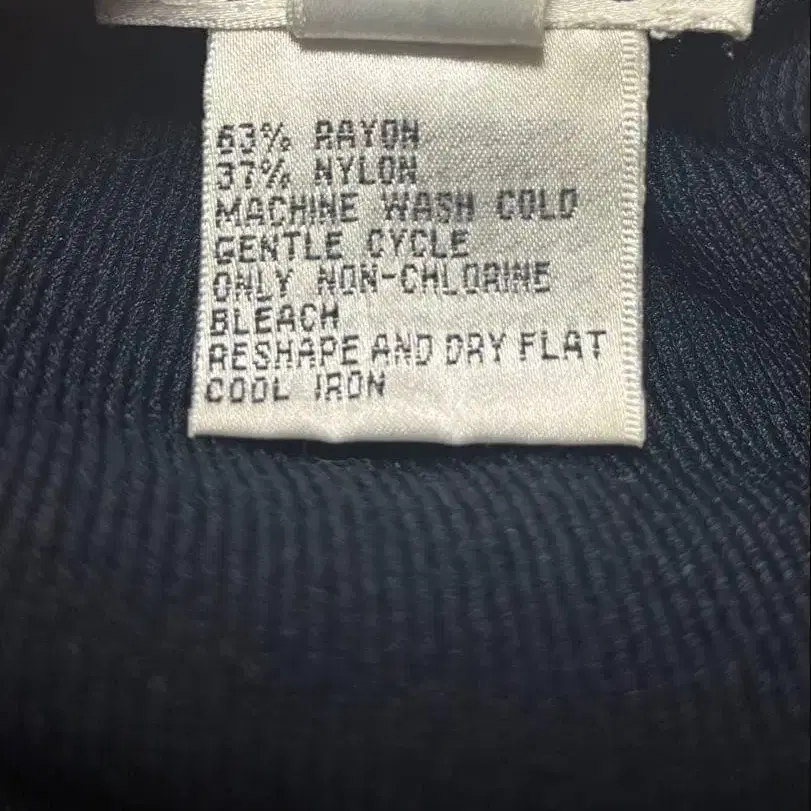 63% RAYON
37% NYLON
MACHINE WASH COLD
GENTLE CYCLE
ONLY NON-CHLORINE
BLEACH
RESHAPE AND DRY FLAT
COOL IRON